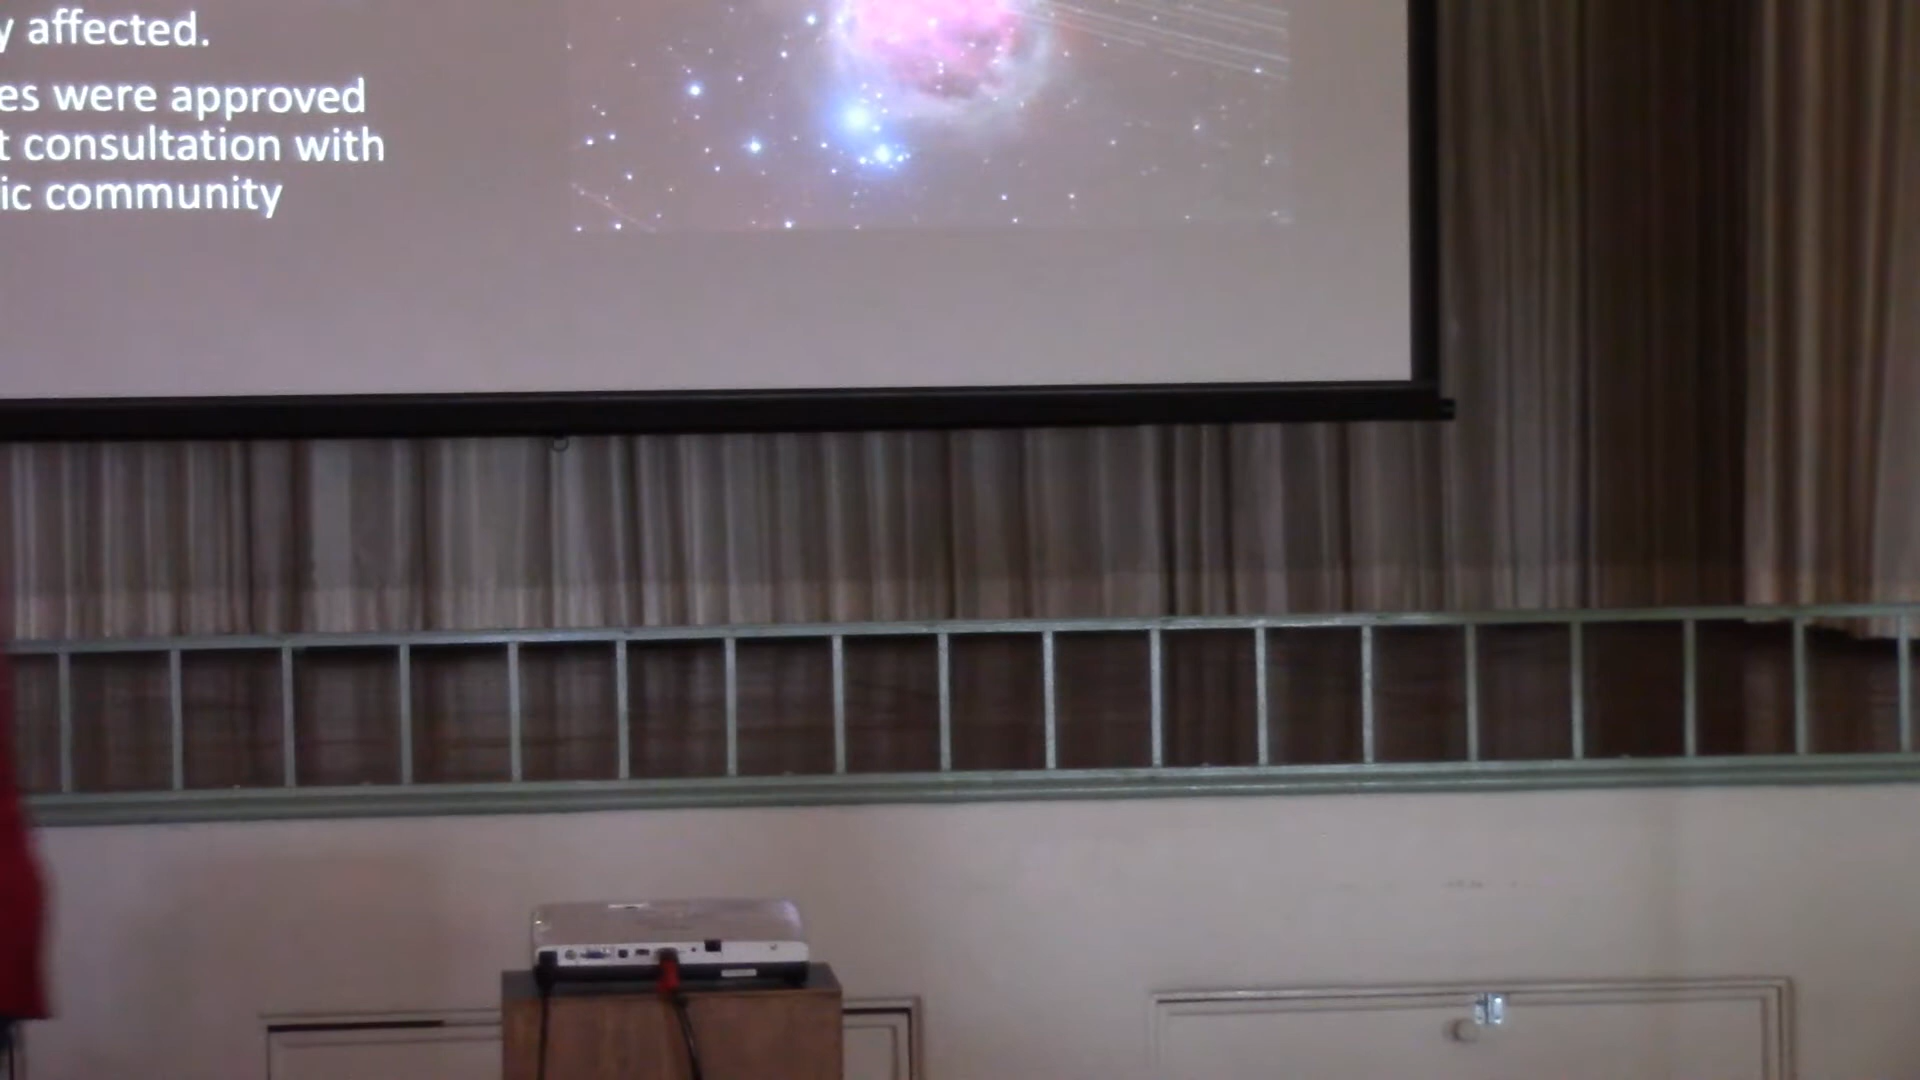 y affected.
es were approved
t consultation with
ic community